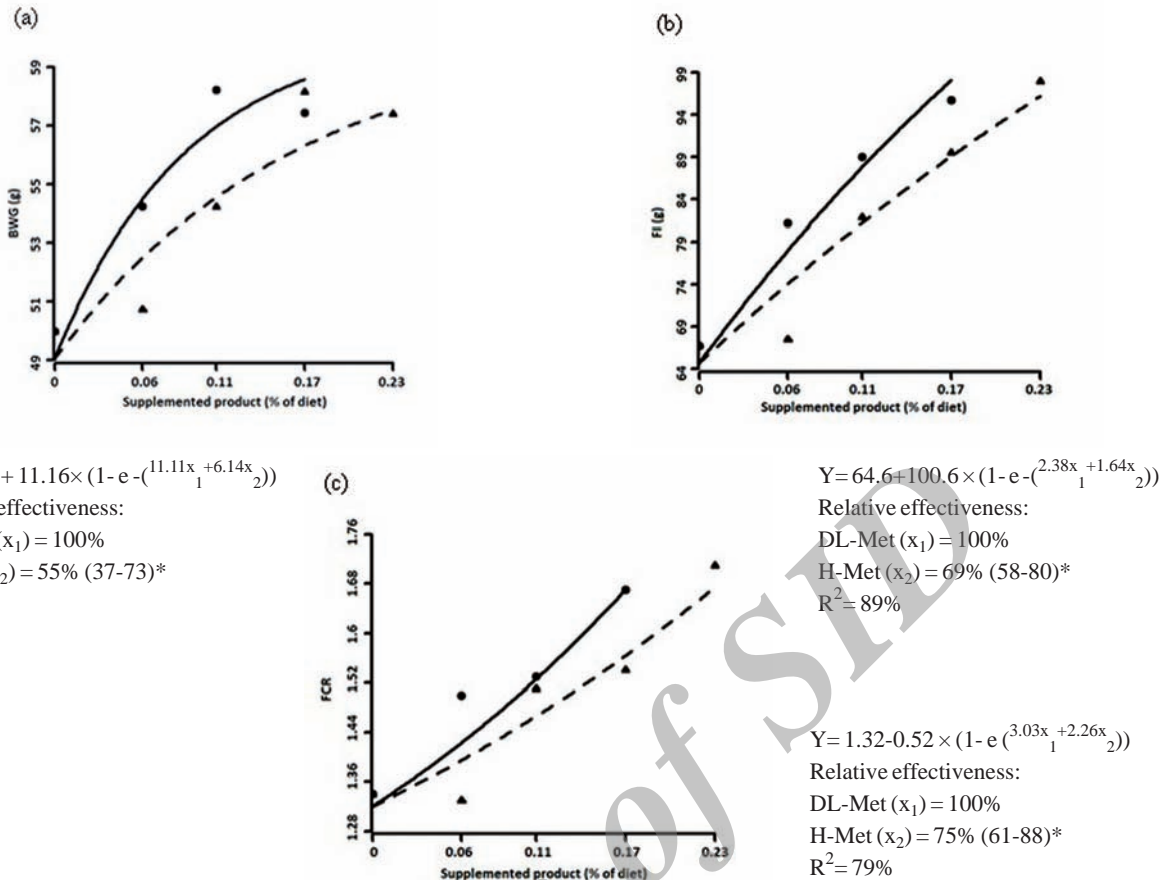 (a)
59
57
55
53
51
49
BWG (g)
0 0.06 0.11 0.17 0.23
Supplemented product (% of diet)
(b)
99
94
89
84
79
74
69
64
FI (g)
0 0.06 0.11 0.17 0.23
Supplemented product (% of diet)
+ 11.16× (1- e -(11.11x1 +6.14x2))
effectiveness:
(x1) = 100%
2) = 55% (37-73)*
(c)
1.76
1.68
1.6
1.52
1.44
1.36
1.28
FCR
0 0.06 0.11 0.17 0.23
Supplemented product (% of diet)
Y= 64.6+100.6 × (1- e -(2.38x1 +1.64x2))
Relative effectiveness:
DL-Met (x1) = 100%
H-Met (x2) = 69% (58-80)*
R2= 89%
Y= 1.32-0.52 × (1- e (3.03x1 +2.26x2))
Relative effectiveness:
DL-Met (x1) = 100%
H-Met (x2) = 75% (61-88)*
R2= 79%
of SID